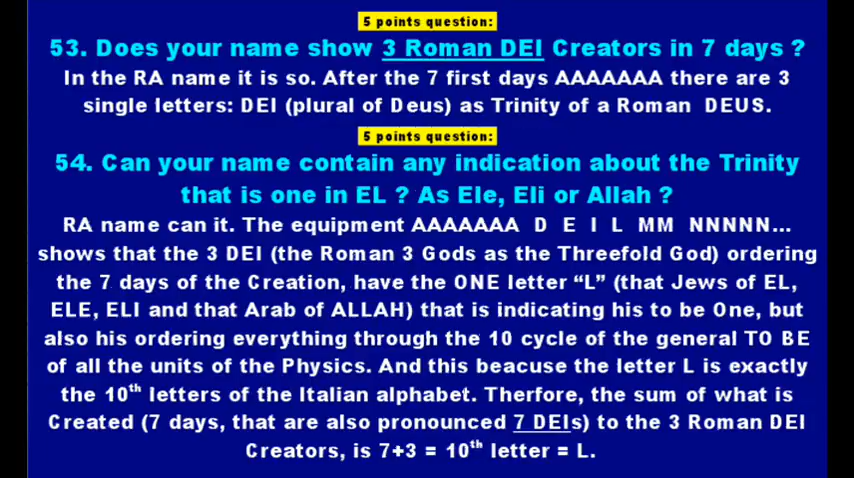 5 points question:
53. Does your name show 3 Roman DEI Creators in 7 days ?
In the RA name it is so. After the 7 first days AAAAAAA there are 3
single letters: DEI (plural of Deus) as Trinity of a Roman DEUS.
5 points question:
54. Can your name contain any indication about the Trinity
that is one in EL ? As Ele, Eli or Allah ?
RA name can it. The equipment AAAAAAA D E I L MM NNNNN...
shows that the 3 DEI (the Roman 3 Gods as the Threefold God) ordering
the 7 days of the Creation, have the ONE letter “L” (that Jews of EL,
ELE, ELI and that Arab of ALLAH) that is indicating his to be One, but
also his ordering everything through the 10 cycle of the general TO BE
of all the units of the Physics. And this beacuse the letter L is exactly
the 10th letters of the Italian alphabet. Therfore, the sum of what is
Created (7 days, that are also pronounced 7 DEIs) to the 3 Roman DEI
Creators, is 7+3 = 10th letter = L.